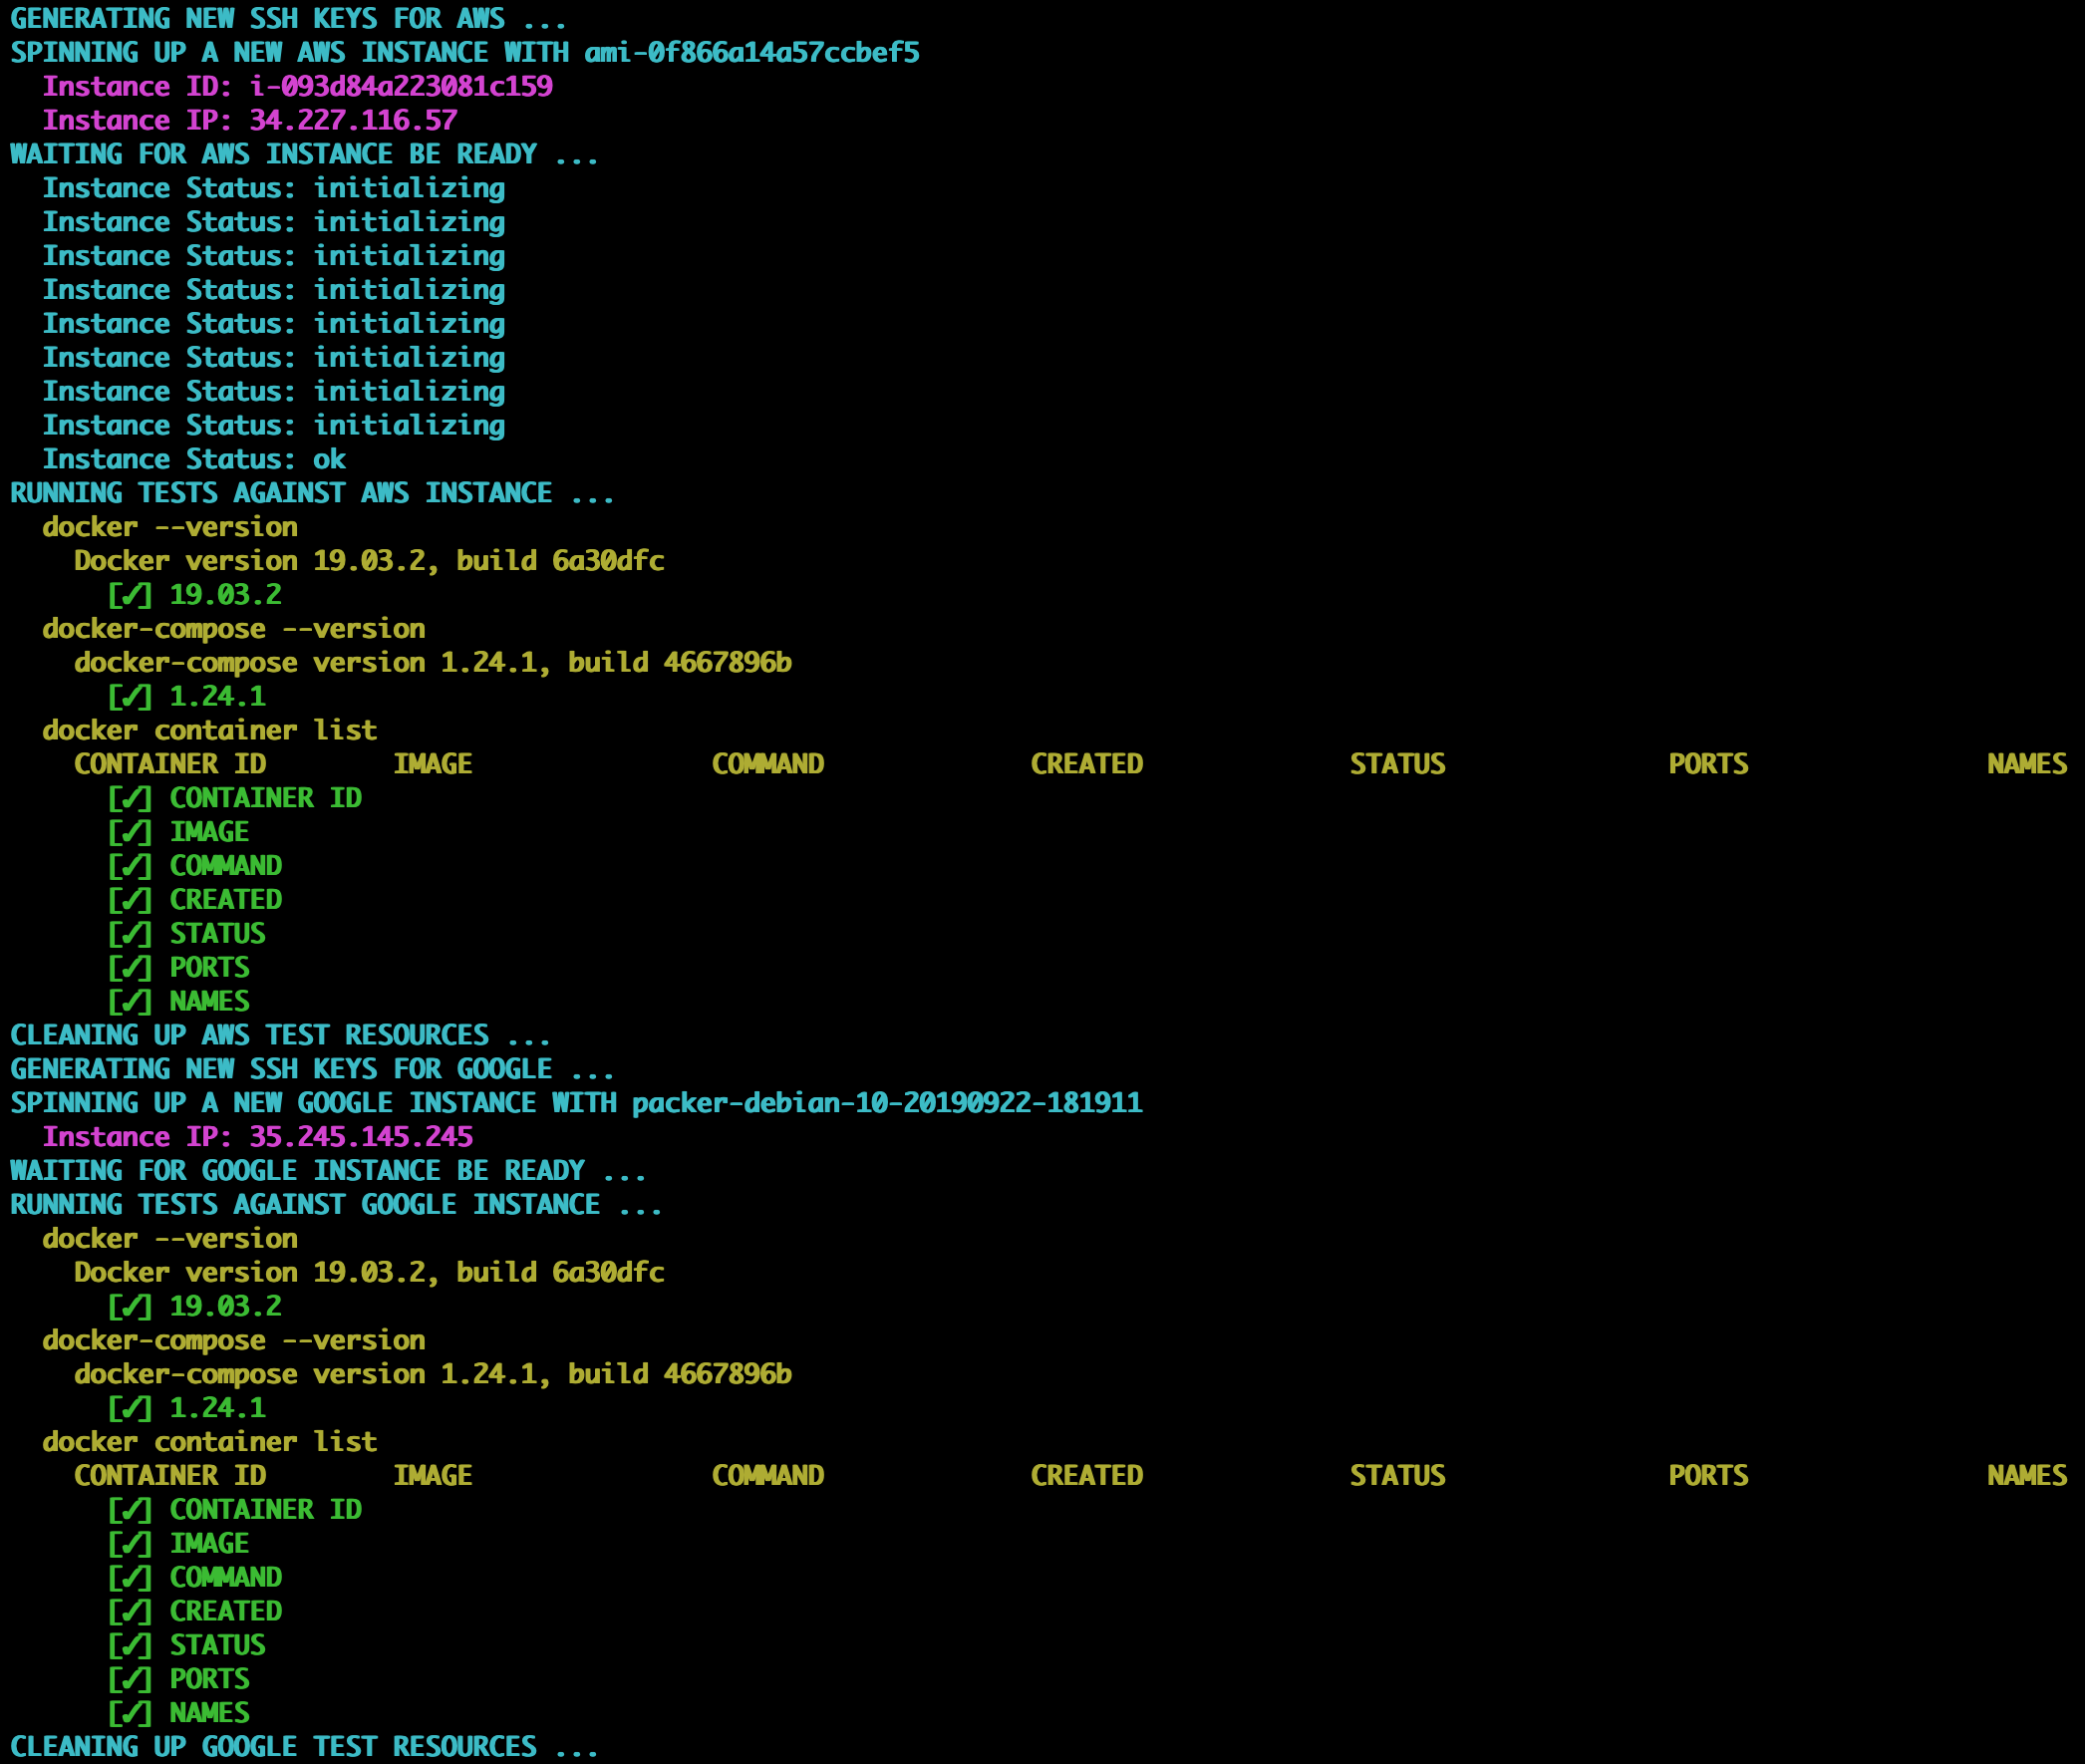 GENERATING NEW SSH KEYS FOR AWS ...
SPINNING UP A NEW AWS INSTANCE WITH ami-0f866a14a57ccbef5
  Instance ID: i-093d84a223081c159
  Instance IP: 34.227.116.57
WAITING FOR AWS INSTANCE BE READY ...
  Instance Status: initializing
  Instance Status: initializing
  Instance Status: initializing
  Instance Status: initializing
  Instance Status: initializing
  Instance Status: initializing
  Instance Status: initializing
  Instance Status: initializing
  Instance Status: ok
RUNNING TESTS AGAINST AWS INSTANCE ...
  docker --version
    Docker version 19.03.2, build 6a30dfc
      [✓] 19.03.2
  docker-compose --version
    docker-compose version 1.24.1, build 4667896b
      [✓] 1.24.1
  docker container list
    CONTAINER ID        IMAGE               COMMAND             CREATED             STATUS              PORTS               NAMES
      [✓] CONTAINER ID
      [✓] IMAGE
      [✓] COMMAND
      [✓] CREATED
      [✓] STATUS
      [✓] PORTS
      [✓] NAMES
CLEANING UP AWS TEST RESOURCES ...
GENERATING NEW SSH KEYS FOR GOOGLE ...
SPINNING UP A NEW GOOGLE INSTANCE WITH packer-debian-10-20190922-181911
  Instance IP: 35.245.145.245
WAITING FOR GOOGLE INSTANCE BE READY ...
RUNNING TESTS AGAINST GOOGLE INSTANCE ...
  docker --version
    Docker version 19.03.2, build 6a30dfc
      [✓] 19.03.2
  docker-compose --version
    docker-compose version 1.24.1, build 4667896b
      [✓] 1.24.1
  docker container list
    CONTAINER ID        IMAGE               COMMAND             CREATED             STATUS              PORTS               NAMES
      [✓] CONTAINER ID
      [✓] IMAGE
      [✓] COMMAND
      [✓] CREATED
      [✓] STATUS
      [✓] PORTS
      [✓] NAMES
CLEANING UP GOOGLE TEST RESOURCES ...